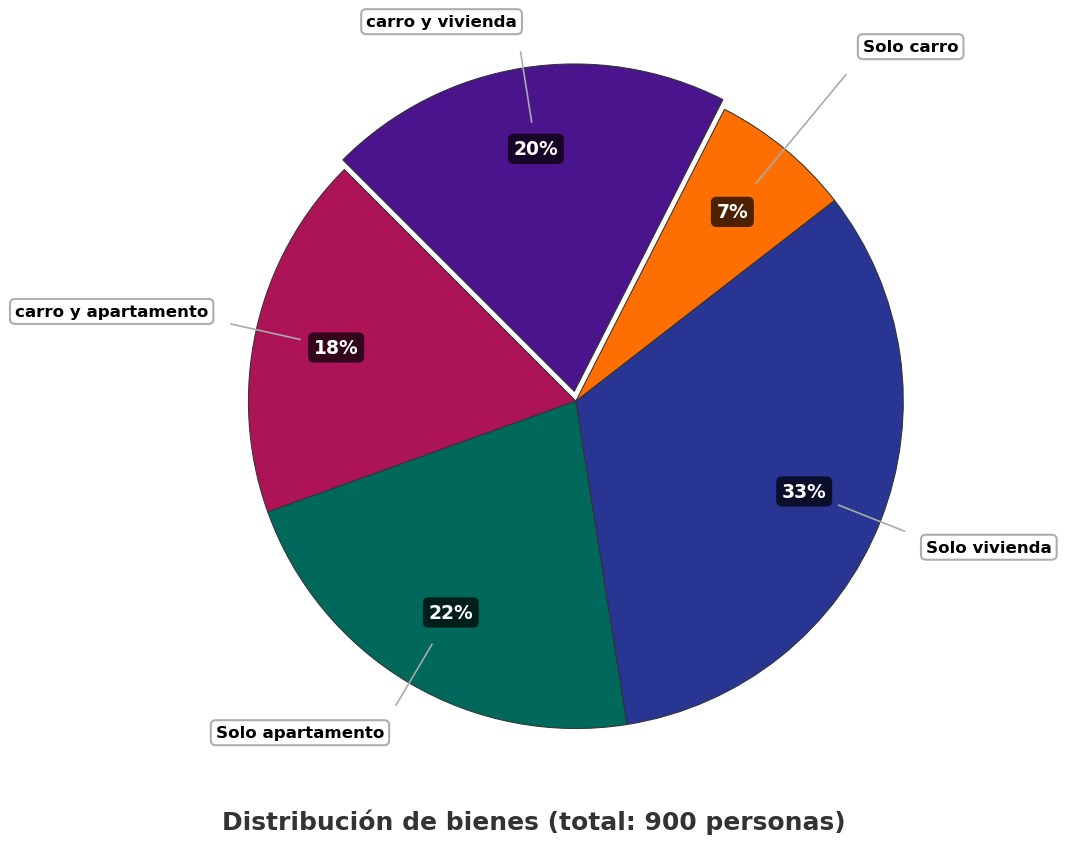 carro y vivienda
Solo carro
20%
7%
carro y apartamento
18%
33%
Solo vivienda
22%
Solo apartamento
Distribución de bienes (total: 900 personas)